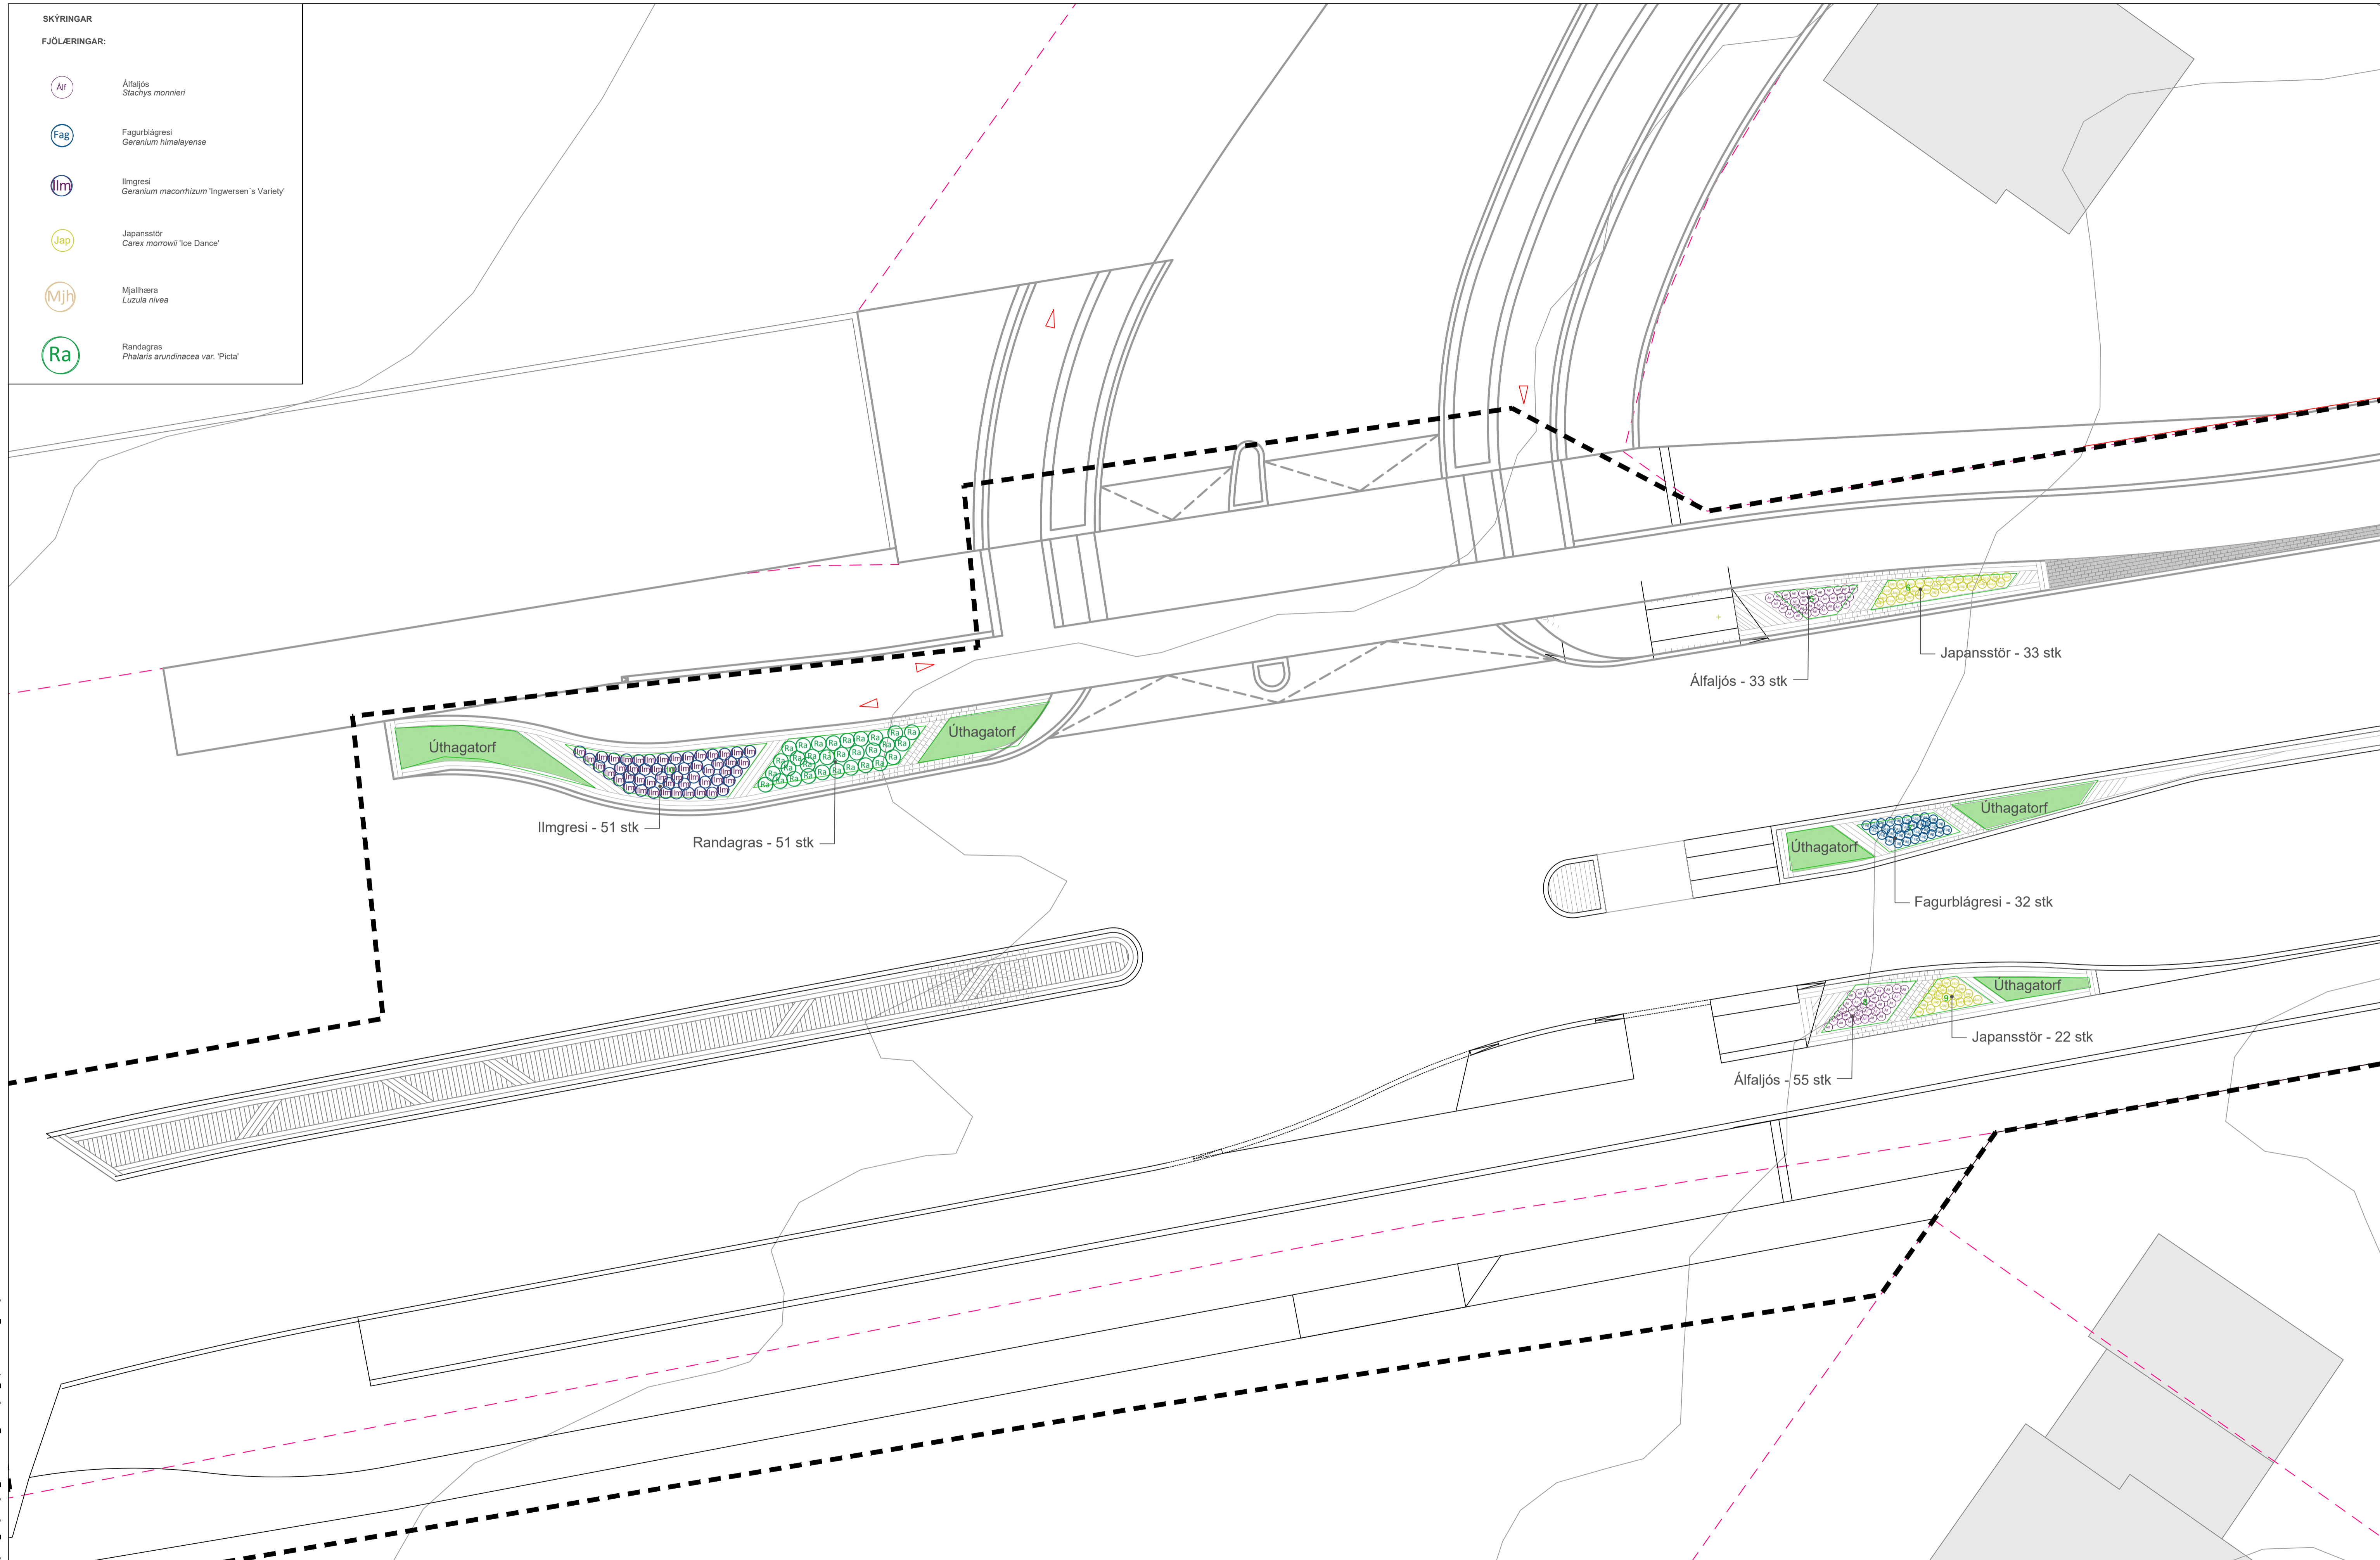 SKÝRINGAR
FJÖLÆRINGAR:
Álf
Álfaljós
Stachys monnieri
Fag
Fagurblágresi
Geranium himalayense
Ilm
Ilmgresi
Geranium macorrhizum 'Ingwersen´s Variety'
Jap
Japansstör
Carex morrowii 'Ice Dance'
Mjh
Mjallhæra
Luzula nivea
Ra
Randagras
Phalaris arundinacea var. 'Picta'
Japansstör - 33 stk
Álfaljós - 33 stk
Úthagatorf
Úthagatorf
Ilmgresi - 51 stk
Randagras - 51 stk
Úthagatorf
Úthagatorf
Fagurblágresi - 32 stk
Úthagatorf
Japansstör - 22 stk
Álfaljós - 55 stk